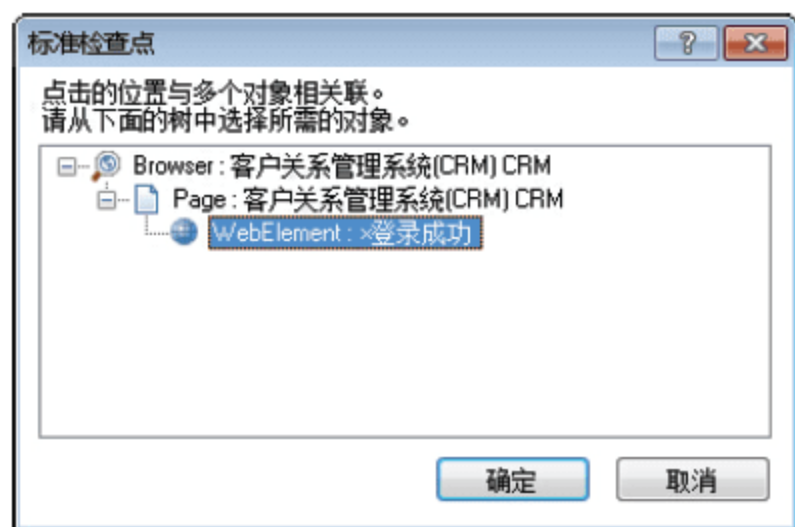 标准检查点
点击的位置与多个对象相关联。
请从下面的树中选择所需的对象。
Browser : 客户关系管理系统(CRM) CRM
Page : 客户关系管理系统(CRM) CRM
WebElement : ×登录成功
确定 取消